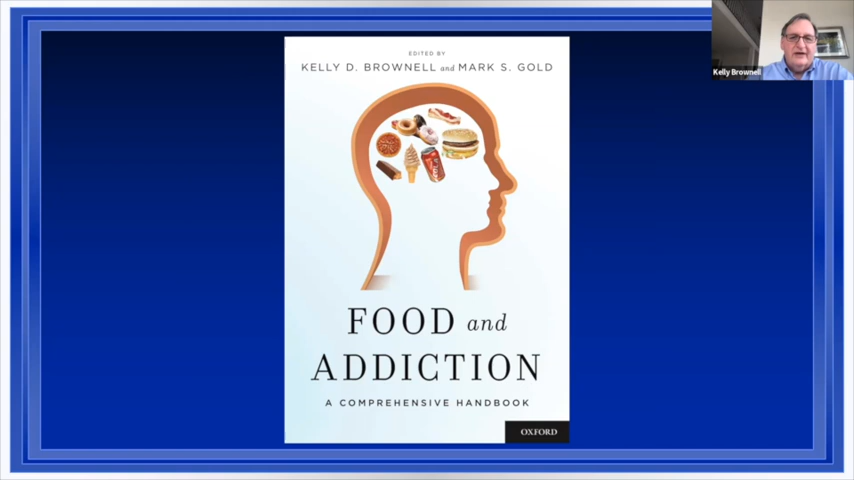 EDITED BY
KELLY D. BROWNELL and MARK S. GOLD
FOOD and
ADDICTION
A COMPREHENSIVE HANDBOOK
OXFORD
Kelly Brownell